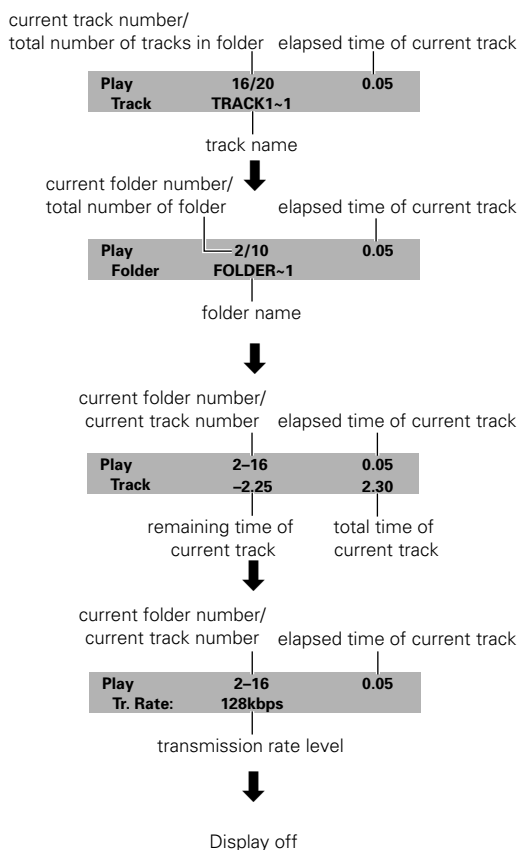 current track number/
total number of tracks in folder elapsed time of current track
Play 16/20 0.05
Track TRACK1~1
track name
current folder number/
total number of folder elapsed time of current track
Play 2/10 0.05
Folder FOLDER~1
folder name
current folder number/
current track number elapsed time of current track
Play 2–16 0.05
Track –2.25 2.30
remaining time of total time of
current track current track
current folder number/
current track number elapsed time of current track
Play 2–16 0.05
Tr. Rate: 128kbps
transmission rate level
Display off